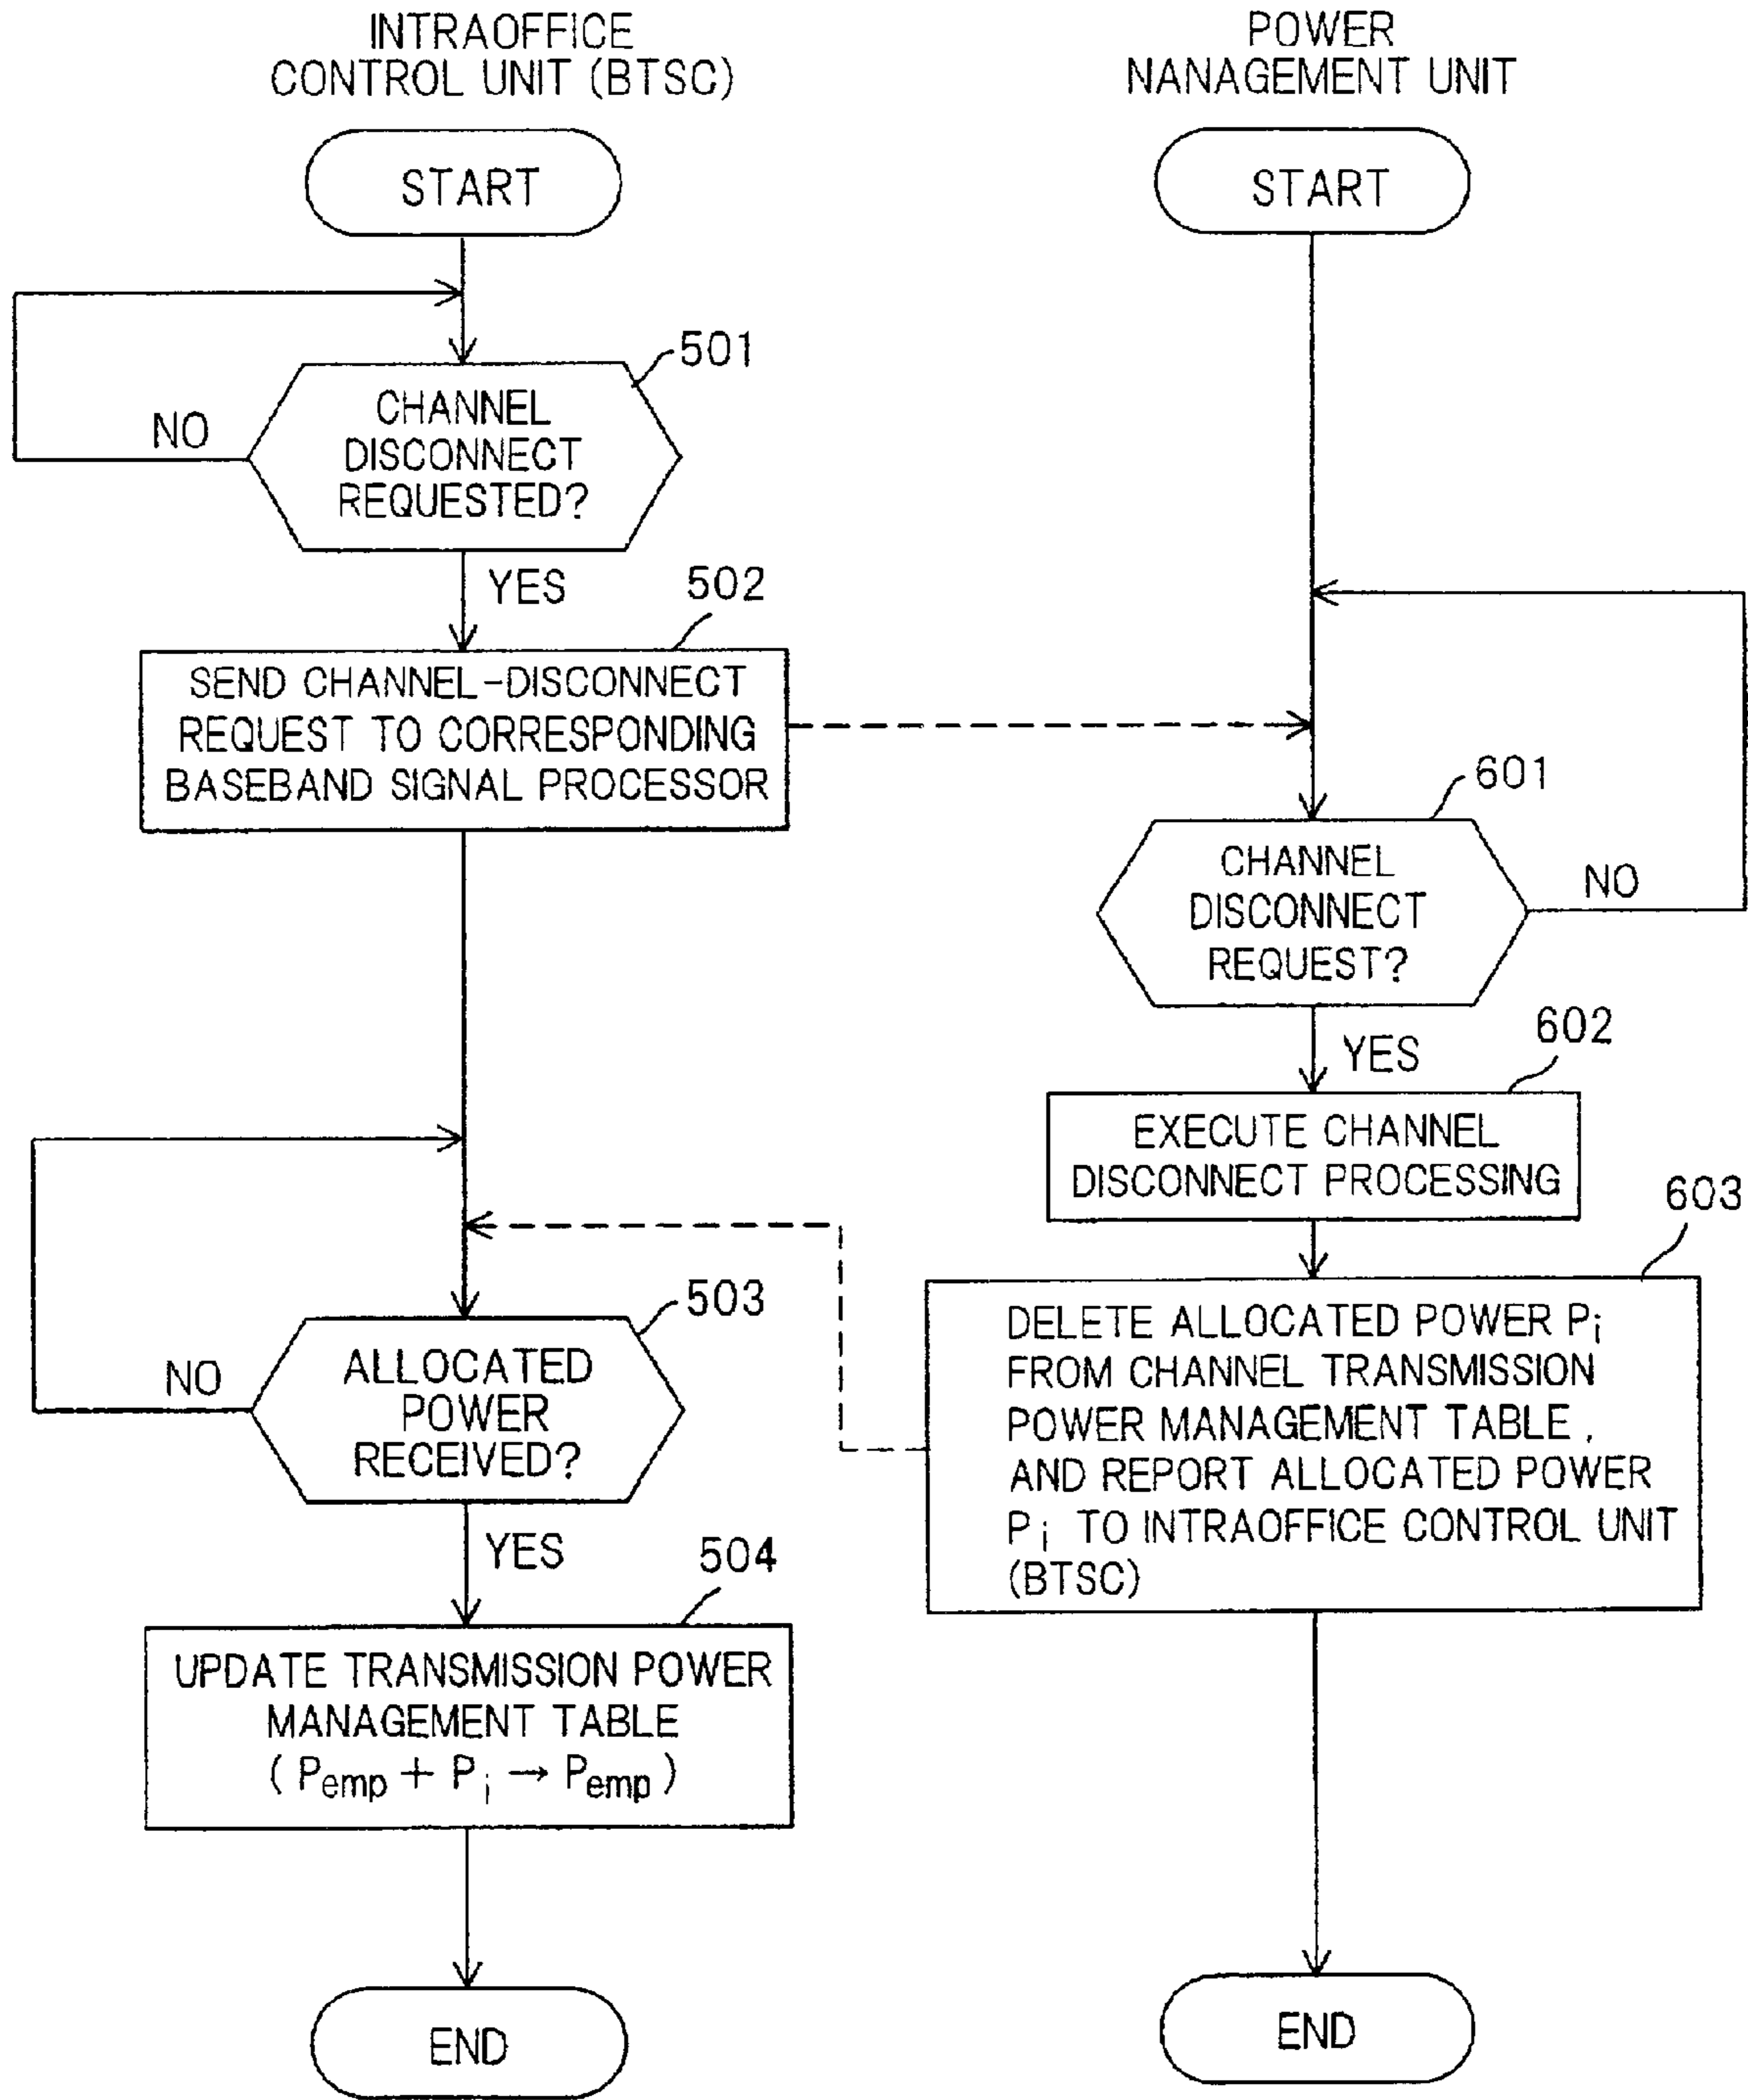 INTRAOFFICE
CONTROL UNIT (BTSC)
START
501
CHANNEL
DISCONNECT
REQUESTED?
NO
YES
502
SEND CHANNEL-DISCONNECT
REQUEST TO CORRESPONDING
BASEBAND SIGNAL PROCESSOR
503
ALLOCATED
POWER
RECEIVED?
NO
YES
504
UPDATE TRANSMISSION POWER
MANAGEMENT TABLE
( Pemp + Pi → Pemp )
END
POWER
NANAGEMENT UNIT
START
601
CHANNEL
DISCONNECT
REQUEST?
NO
YES
602
EXECUTE CHANNEL
DISCONNECT PROCESSING
603
DELETE ALLOCATED POWER Pi
FROM CHANNEL TRANSMISSION
POWER MANAGEMENT TABLE,
AND REPORT ALLOCATED POWER
Pi TO INTRAOFFICE CONTROL UNIT
(BTSC)
END